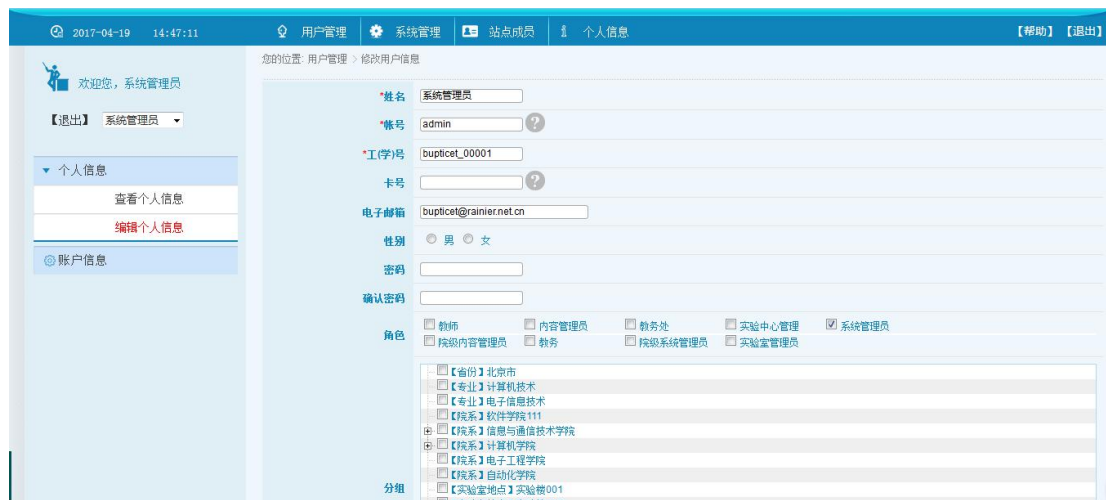 2017-04-19 14:47:11 用户管理 系统管理 站点成员 个人信息 【帮助】 【退出】
您的位置: 用户管理 > 修改用户信息
欢迎您，系统管理员
【退出】 系统管理员
个人信息
查看个人信息
编辑个人信息
账户信息
*姓名 系统管理员
*帐号 admin ?
*工(学)号 bupticet_00001
卡号 ?
电子邮箱 bupticet@rainier.net.cn
性别 男 女
密码
确认密码
角色
教师 内容管理员 教务处 实验中心管理 系统管理员
院级内容管理员 教务 院级系统管理员 实验室管理员
【省份】北京市
【专业】计算机技术
【专业】电子信息技术
【院系】软件学院111
【院系】信息与通信技术学院
【院系】计算机学院
【院系】电子工程学院
【院系】自动化学院
分组 【实验室地点】实验楼001